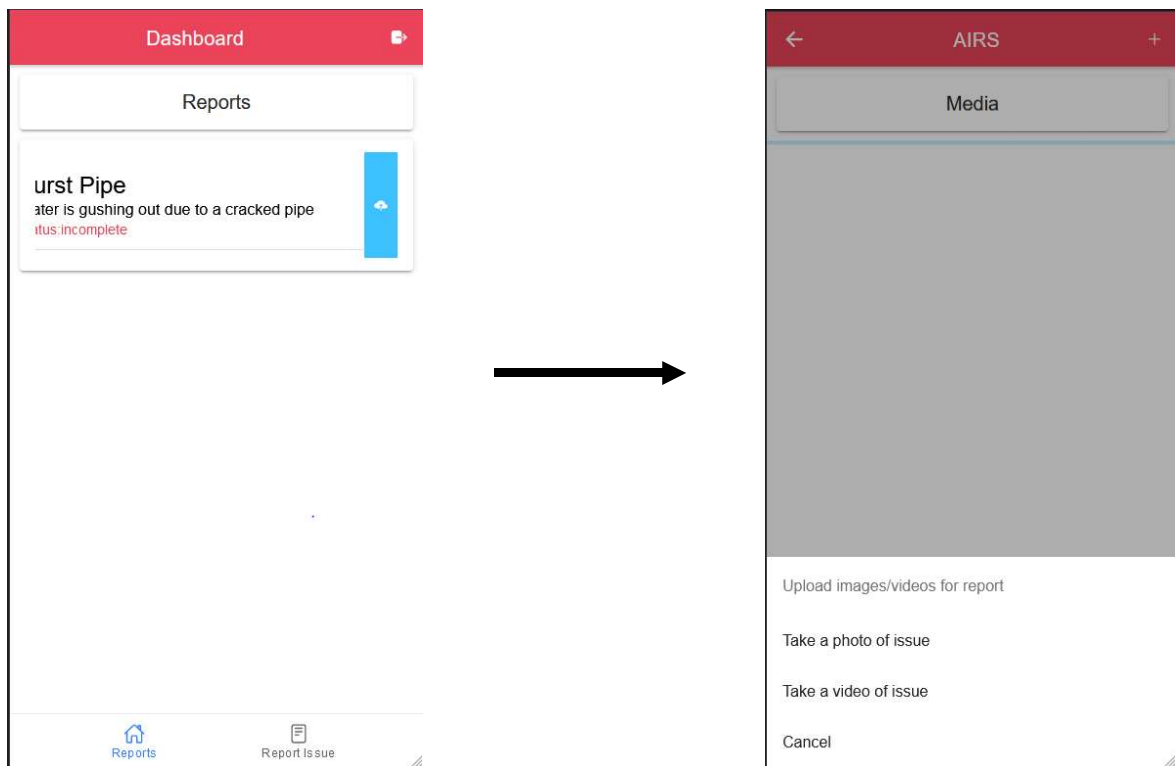 Dashboard
Reports
urst Pipe
ater is gushing out due to a cracked pipe
atus:incomplete
Reports
Report Issue
AIRS
Media
Upload images/videos for report
Take a photo of issue
Take a video of issue
Cancel